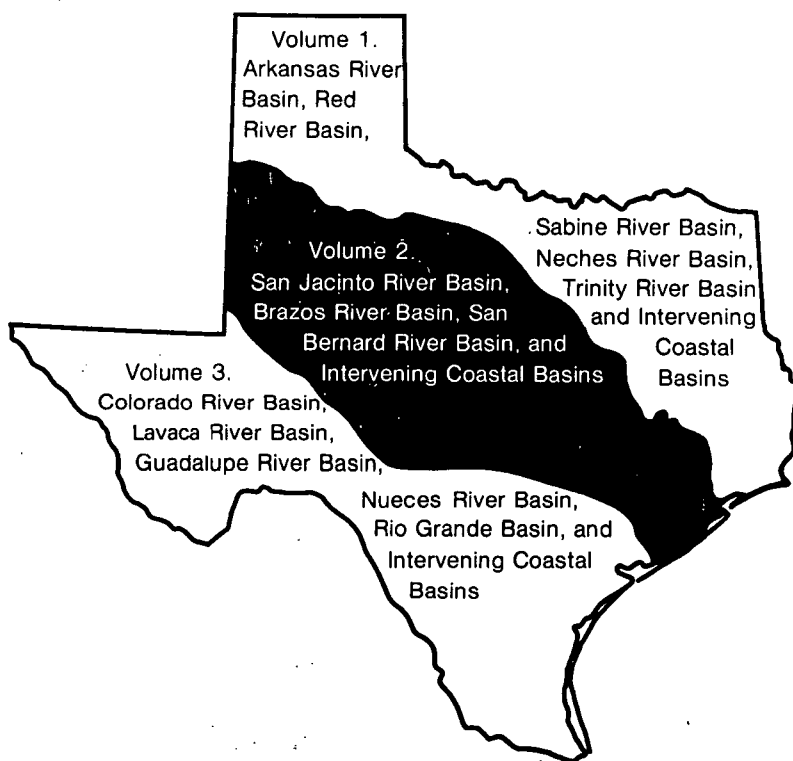 Volume 1.
Arkansas River
Basin, Red
River Basin,
Sabine River Basin,
Neches River Basin,
Trinity River Basin
and Intervening
Coastal
Basins
Volume 2.
San Jacinto River Basin,
Brazos River Basin, San
Bernard River Basin, and
Intervening Coastal Basins
Volume 3.
Colorado River Basin,
Lavaca River Basin,
Guadalupe River Basin,
Nueces River Basin,
Rio Grande Basin, and
Intervening Coastal
Basins